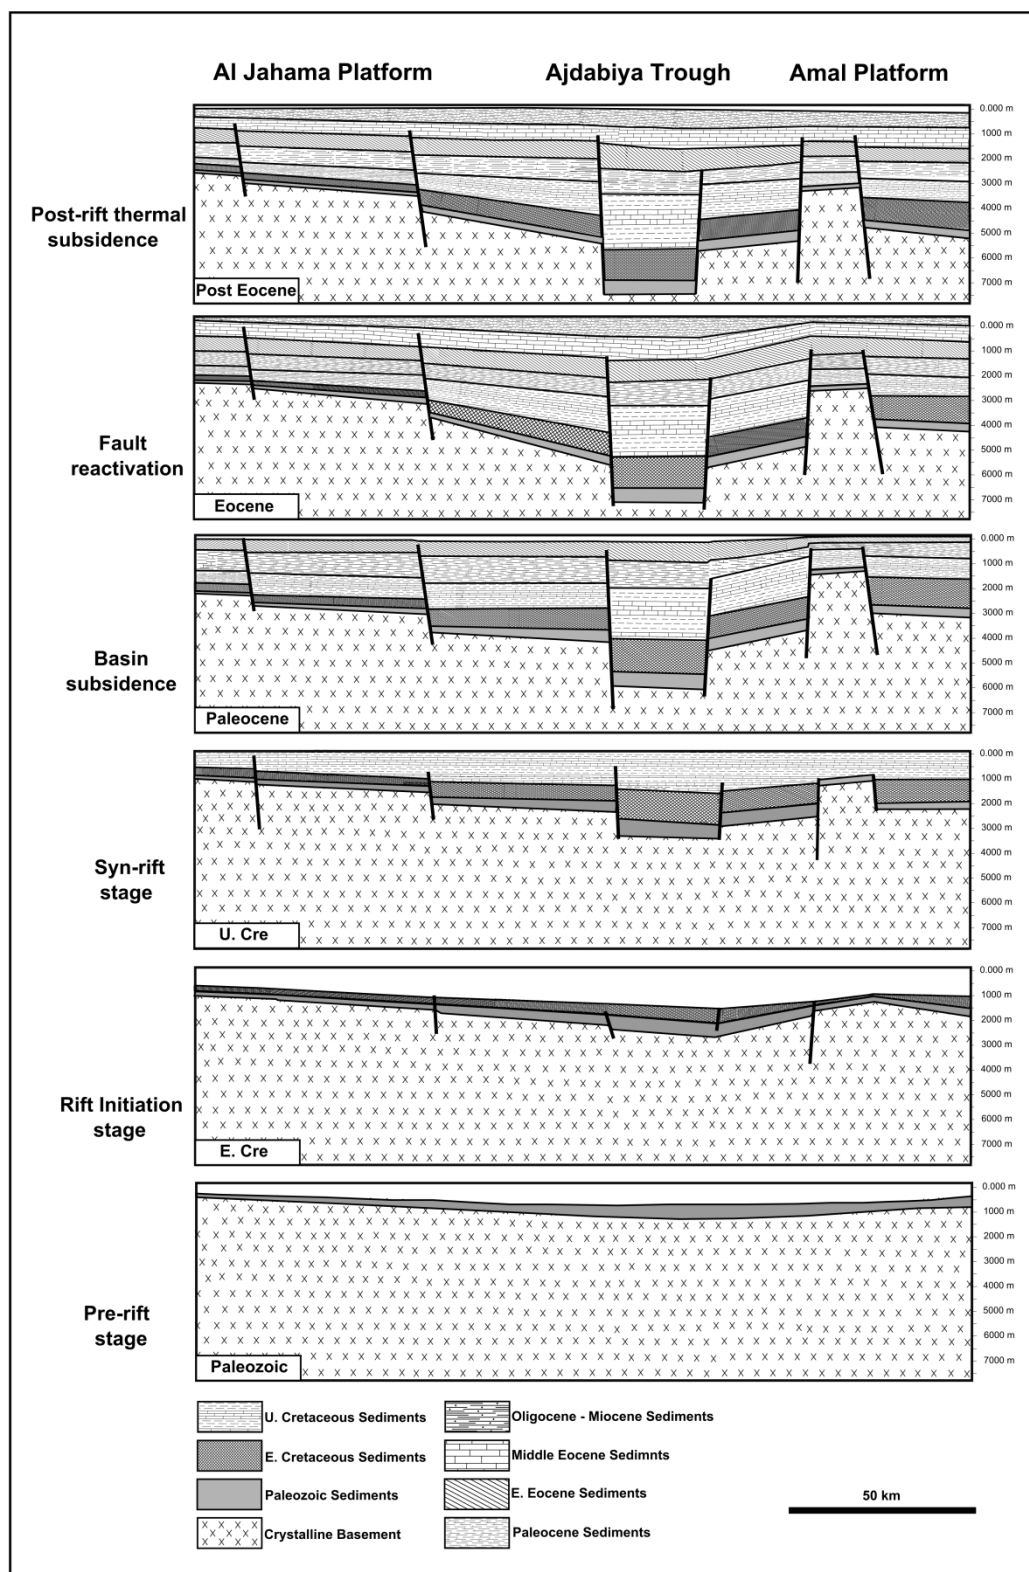 Al Jahama Platform Ajdabiya Trough Amal Platform
0.000 m
1000 m
2000 m
3000 m
4000 m
5000 m
6000 m
7000 m
Post-rift thermal
subsidence
Post Eocene
0.000 m
1000 m
2000 m
3000 m
4000 m
5000 m
6000 m
7000 m
Fault
reactivation
Eocene
0.000 m
1000 m
2000 m
3000 m
4000 m
5000 m
6000 m
7000 m
Basin
subsidence
Paleocene
0.000 m
1000 m
2000 m
3000 m
4000 m
5000 m
6000 m
7000 m
Syn-rift
stage
U. Cre
0.000 m
1000 m
2000 m
3000 m
4000 m
5000 m
6000 m
7000 m
Rift Initiation
stage
E. Cre
0.000 m
1000 m
2000 m
3000 m
4000 m
5000 m
6000 m
7000 m
Pre-rift
stage
Paleozoic
U. Cretaceous Sediments
E. Cretaceous Sediments
Paleozoic Sediments
Crystalline Basement
Oligocene - Miocene Sediments
Middle Eocene Sedimnts
E. Eocene Sediments
Paleocene Sediments
50 km